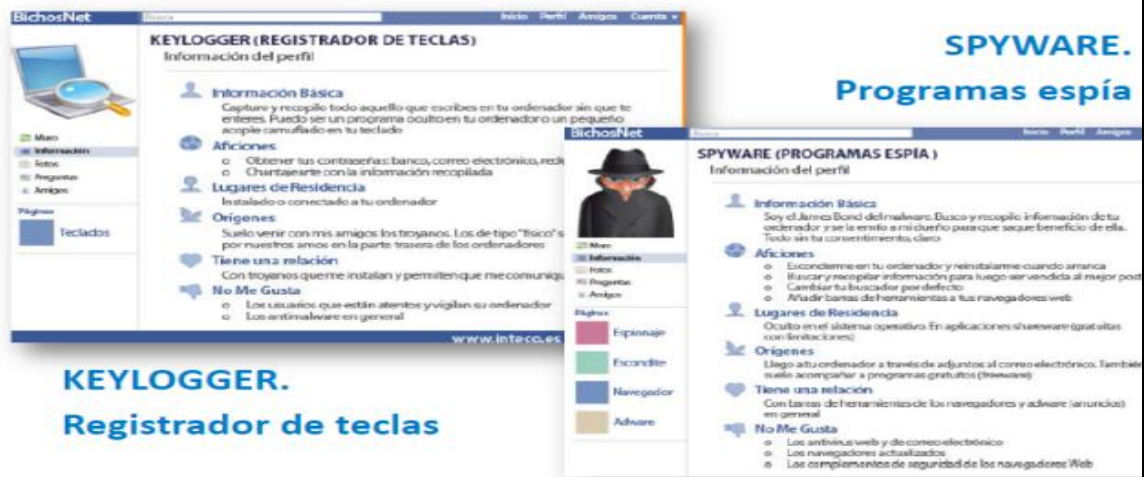 BichosNet
Busca
Inicio Perfil Amigos Cuenta
KEYLOGGER (REGISTRADOR DE TECLAS)
Información del perfil
Información Básica
Capturo y recopilo todo aquello que escribes en tu ordenador sin que te
enteres. Puedo ser un programa oculto en tu ordenador o un pequeño
acople camuflado en tu teclado
Aficiones
o Obtener tus contraseñas: banco, correo electrónico,
o Chantajearte con la información recopilada
Lugares de Residencia
Instalado o conectado a tu ordenador
Orígenes
Suelo venir con mis amigos los troyanos. Los de tipo "físico"
por nuestros amos en la parte trasera de los ordenadores
Tiene una relación
Con troyanos que me instalan y permiten que me
No Me Gusta
o Los usuarios que están atentos y vigilan su ordenador
o Los antimalware en general
Muro
Información
Fotos
Preguntas
Amigos
Páginas
Teclados
www.inteco.es
KEYLOGGER.
Registrador de teclas
SPYWARE.
Programas espía
BichosNet
Busca
Inicio Perfil Amigos
SPYWARE (PROGRAMAS ESPÍA )
Información del perfil
Información Básica
Soy el James Bond del malware. Busco y recopilo información de tu
ordenador y se la envío a mi dueño para que saque beneficio de ella.
Todo sin tu consentimiento, claro
Aficiones
o Esconderme en tu ordenador y reinstalarme cuando arranca
o Buscar y recopilar información para luego ser vendida al mejor
o Cambiar tu buscador por defecto
o Añadir barras de herramientas a tus navegadores web
Lugares de Residencia
Oculto en el sistema operativo. En aplicaciones shareware (gratuitas
con limitaciones)
Orígenes
Llego a tu ordenador a través de adjuntos al correo electrónico. También
suelo acompañar a programas gratuitos (freeware)
Tiene una relación
Con barras de herramientas de los navegadores y adware (anuncios)
en general
No Me Gusta
o Los antivirus web y de correo electrónico
o Los navegadores actualizados
o Los complementos de seguridad de los navegadores Web
Muro
Información
Fotos
Preguntas
Amigos
Páginas
Espionaje
Escondite
Navegador
Adware